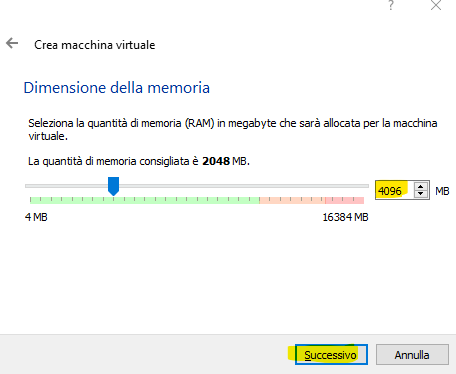 ?
Crea macchina virtuale
Dimensione della memoria
Seleziona la quantità di memoria (RAM) in megabyte che sarà allocata per la macchina
virtuale.
La quantità di memoria consigliata è 2048 MB.
4096 MB
4 MB 16384 MB
Successivo Annulla